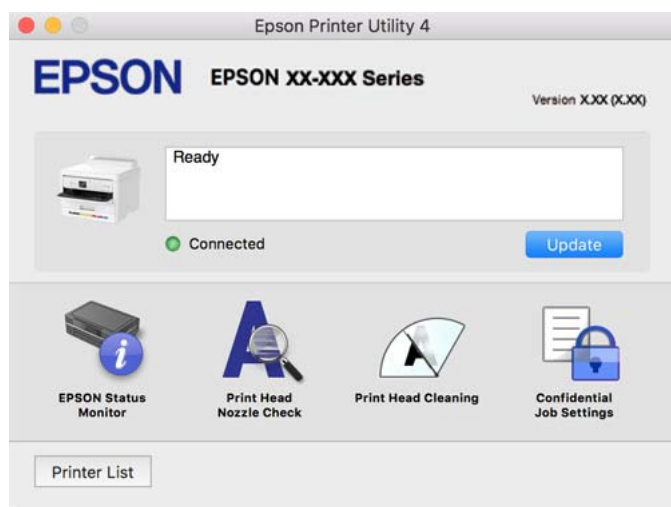 Epson Printer Utility 4
EPSON
EPSON XX-XXX Series
Version X.XX (X.XX)
Ready
Connected
Update
EPSON Status
Monitor
Print Head
Nozzle Check
Print Head Cleaning
Confidential
Job Settings
Printer List